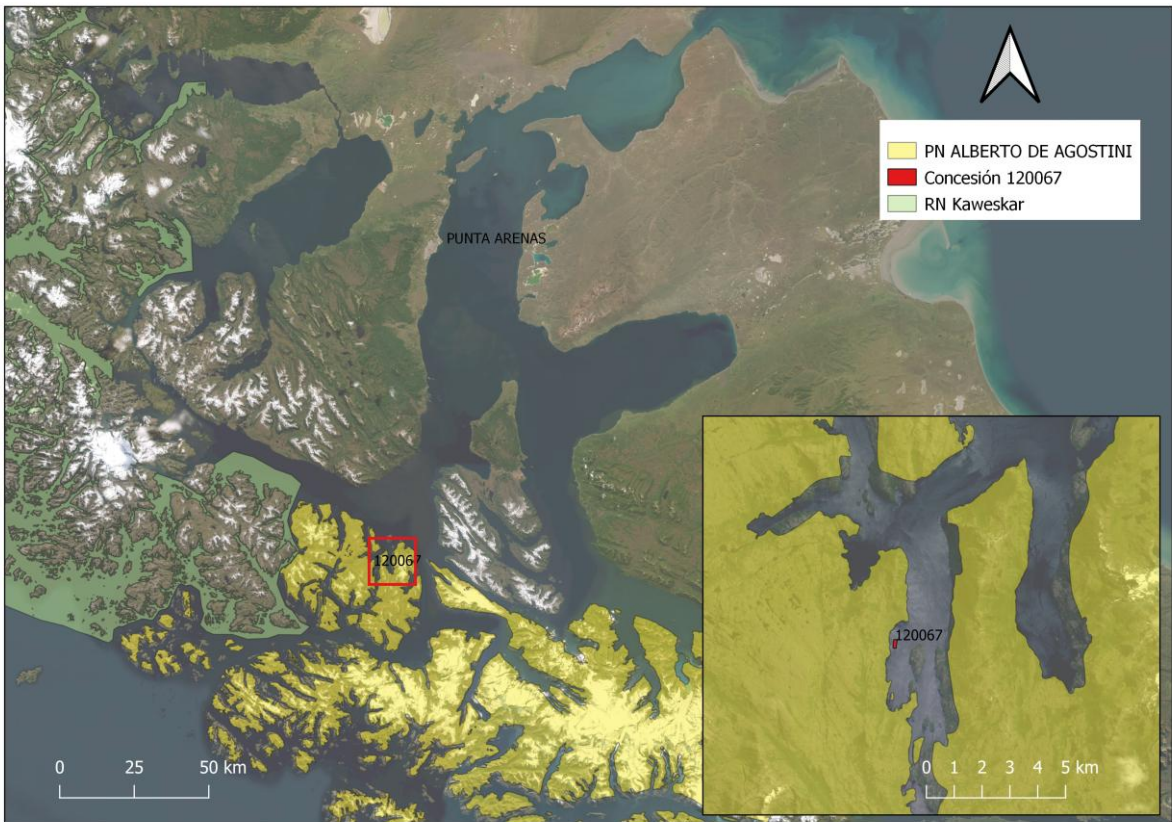 PN ALBERTO DE AGOSTINI
Concesión 120067
RN Kaweskar
PUNTA ARENAS
120067
120067
0 25 50 km
0 1 2 3 4 5 km